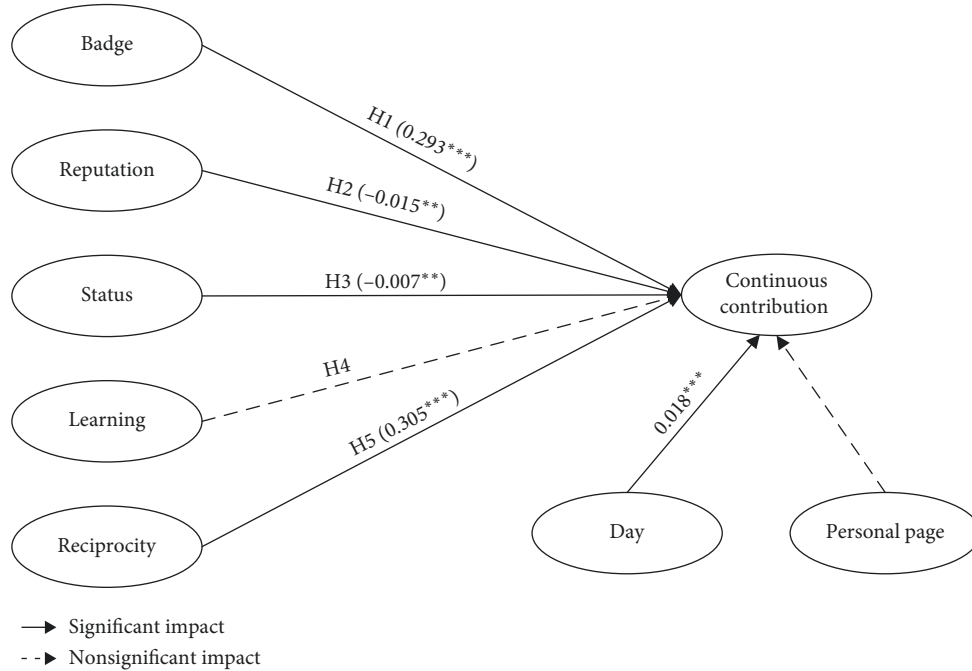 Badge
H1 (0.293***)
Reputation
H2 (–0.015**)
Status
H3 (–0.007**)
Continuous
contribution
Learning
H4
Reciprocity
H5 (0.305***)
0.018***
Day
Personal page
Significant impact
Nonsignificant impact